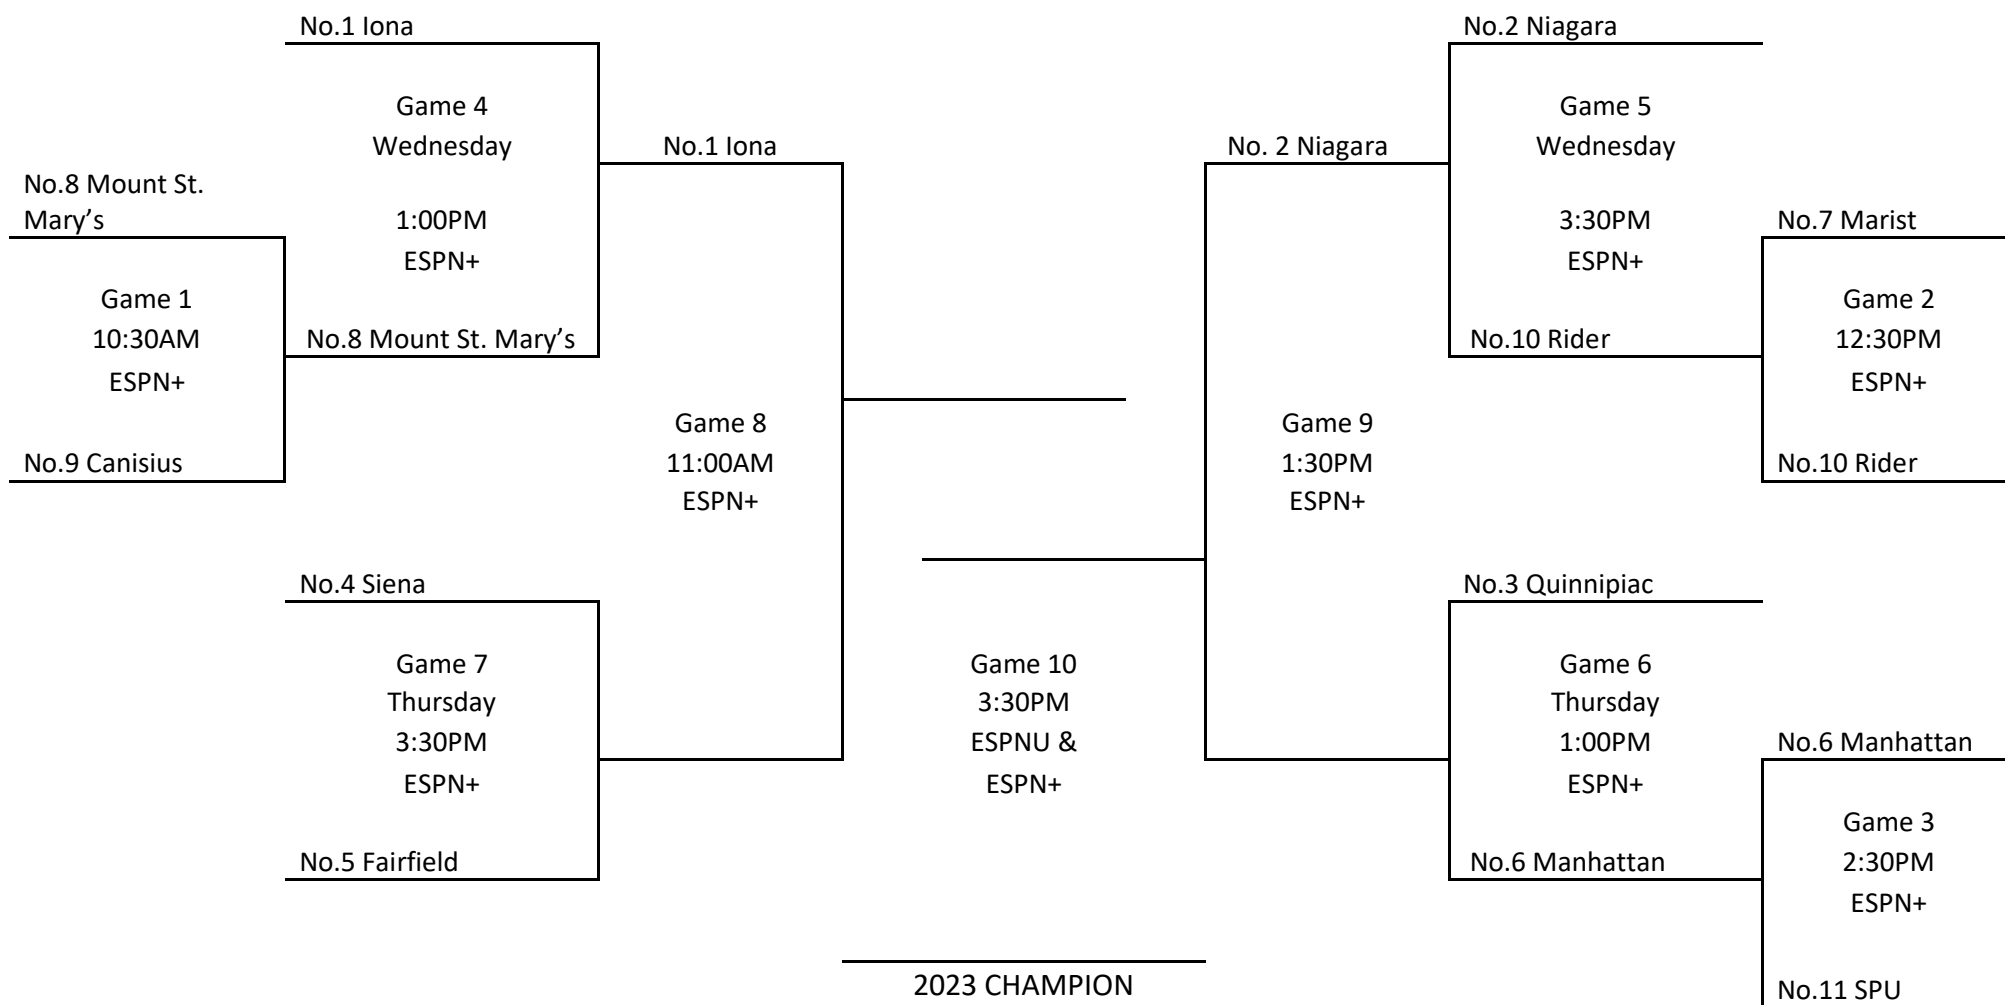 No.1 Iona
Game 4
Wednesday
1:00PM
ESPN+
No.1 Iona
No.8 Mount St.
Mary’s
Game 1
10:30AM
ESPN+
No.8 Mount St. Mary’s
No.9 Canisius
Game 8
11:00AM
ESPN+
No.4 Siena
Game 7
Thursday
3:30PM
ESPN+
No.5 Fairfield
Game 10
3:30PM
ESPNU &
ESPN+
2023 CHAMPION
No.2 Niagara
Game 5
Wednesday
3:30PM
ESPN+
No. 2 Niagara
No.7 Marist
Game 2
12:30PM
ESPN+
No.10 Rider
No.10 Rider
Game 9
1:30PM
ESPN+
No.3 Quinnipiac
Game 6
Thursday
1:00PM
ESPN+
No.6 Manhattan
No.6 Manhattan
Game 3
2:30PM
ESPN+
No.11 SPU